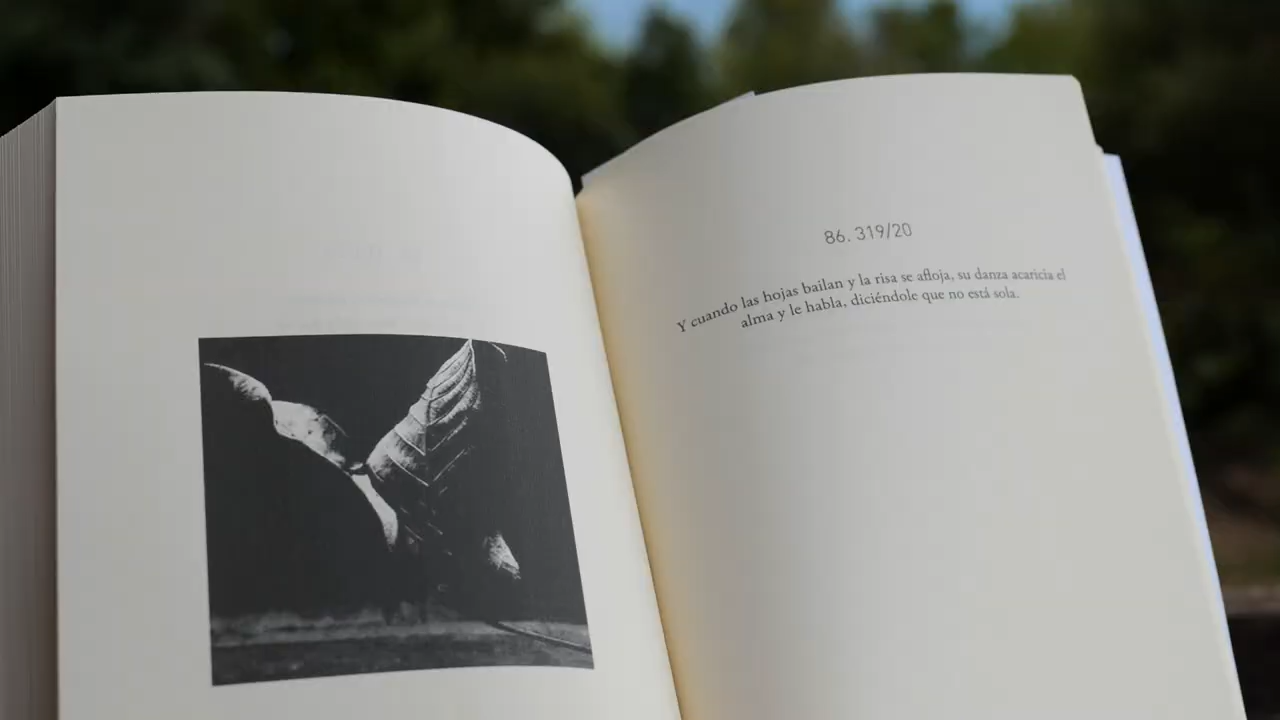 86. 319/20
Y cuando las hojas bailan y la risa se afloja, su danza acaricia el
alma y le habla, diciéndole que no está sola.